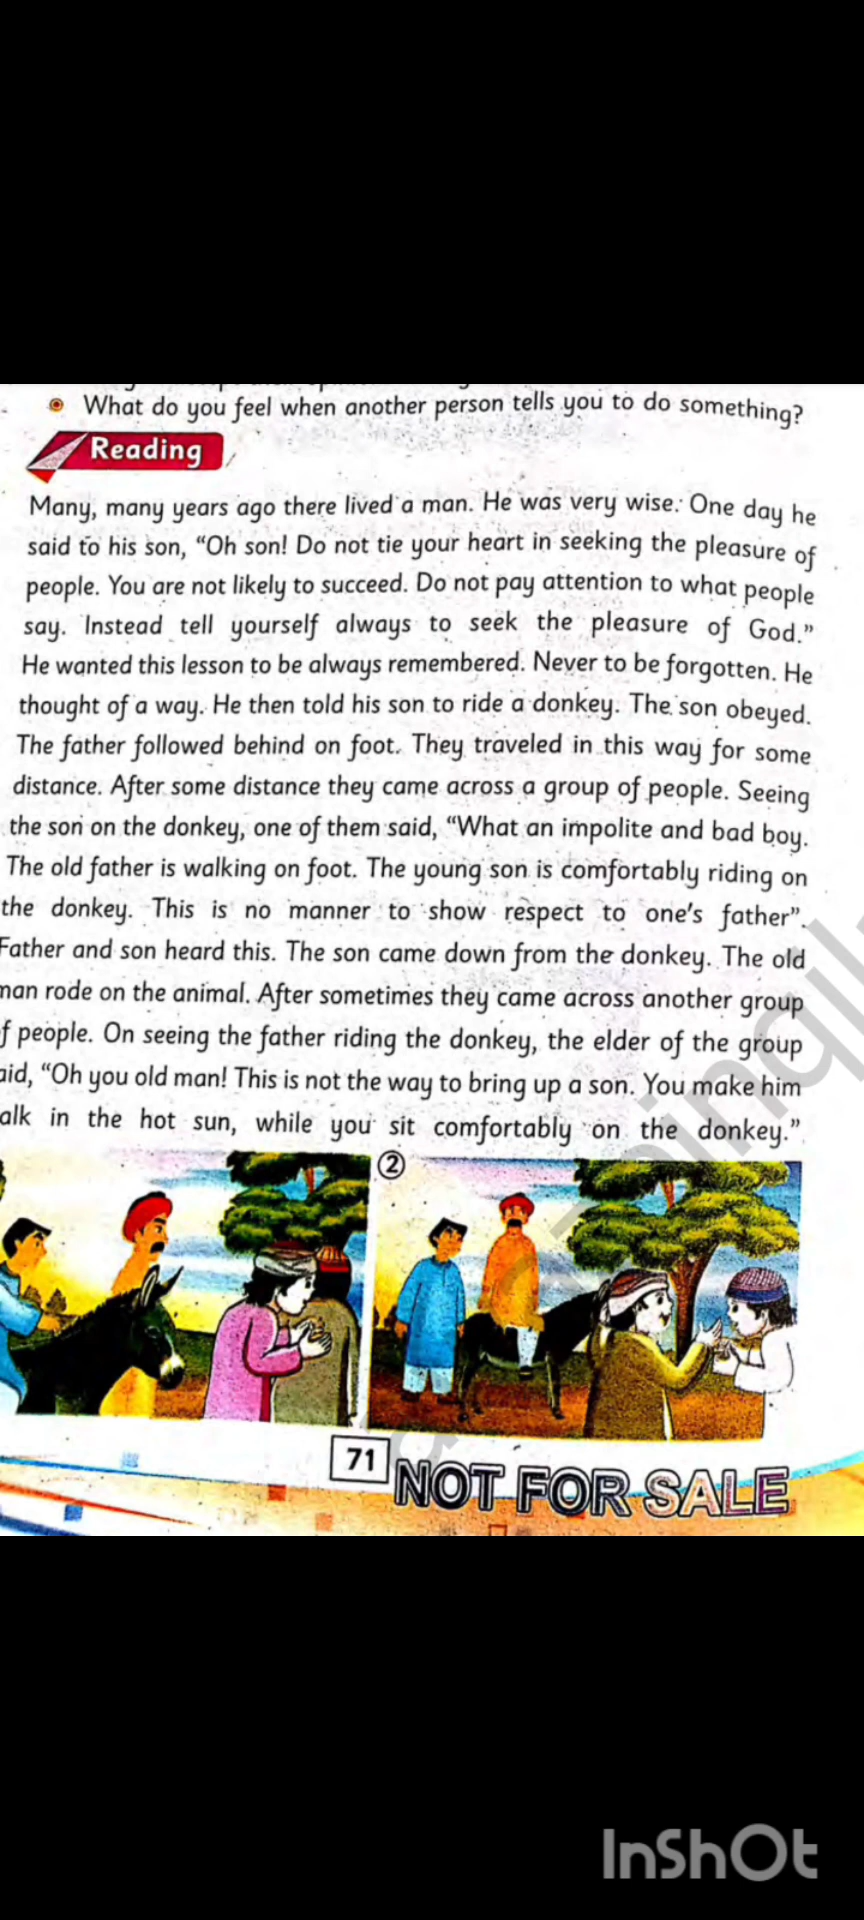 What do you feel when another person tells you to do something?
Reading
Many, many years ago there lived a man. He was very wise. One day he
said to his son, “Oh son! Do not tie your heart in seeking the pleasure of
people. You are not likely to succeed. Do not pay attention to what people
say. Instead tell yourself always to seek the pleasure of God.”
He wanted this lesson to be always remembered. Never to be forgotten. He
thought of a way. He then told his son to ride a donkey. The son obeyed.
The father followed behind on foot. They traveled in this way for some
distance. After some distance they came across a group of people. Seeing
the son on the donkey, one of them said, “What an impolite and bad boy.
The old father is walking on foot. The young son is comfortably riding on
the donkey. This is no manner to show respect to one's father”.
Father and son heard this. The son came down from the donkey. The old
man rode on the animal. After sometimes they came across another group
f people. On seeing the father riding the donkey, the elder of the group
aid, “Oh you old man! This is not the way to bring up a son. You make him
alk in the hot sun, while you sit comfortably on the donkey.”
2
71
NOT FOR SALE
InShOt